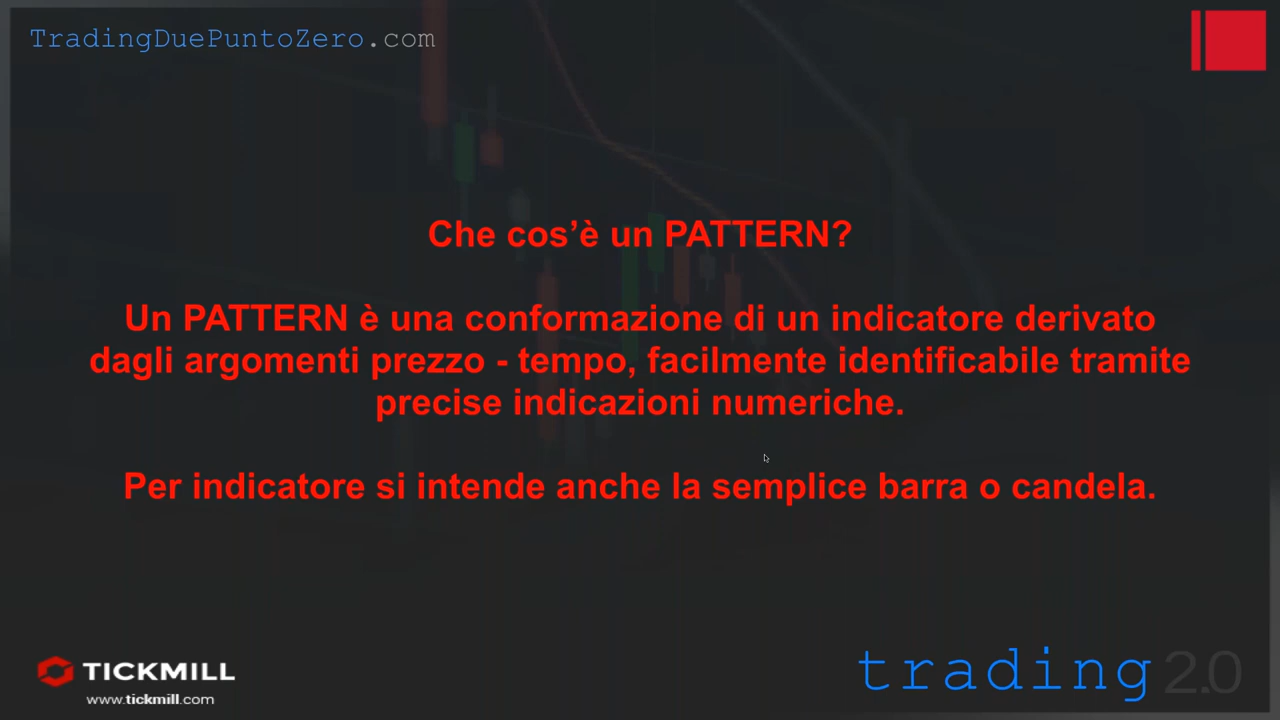 TradingDuePuntoZero.com
Che cos’è un PATTERN?
Un PATTERN è una conformazione di un indicatore derivato
dagli argomenti prezzo - tempo, facilmente identificabile tramite
precise indicazioni numeriche.
Per indicatore si intende anche la semplice barra o candela.
TICKMILL
www.tickmill.com
trading 2.0